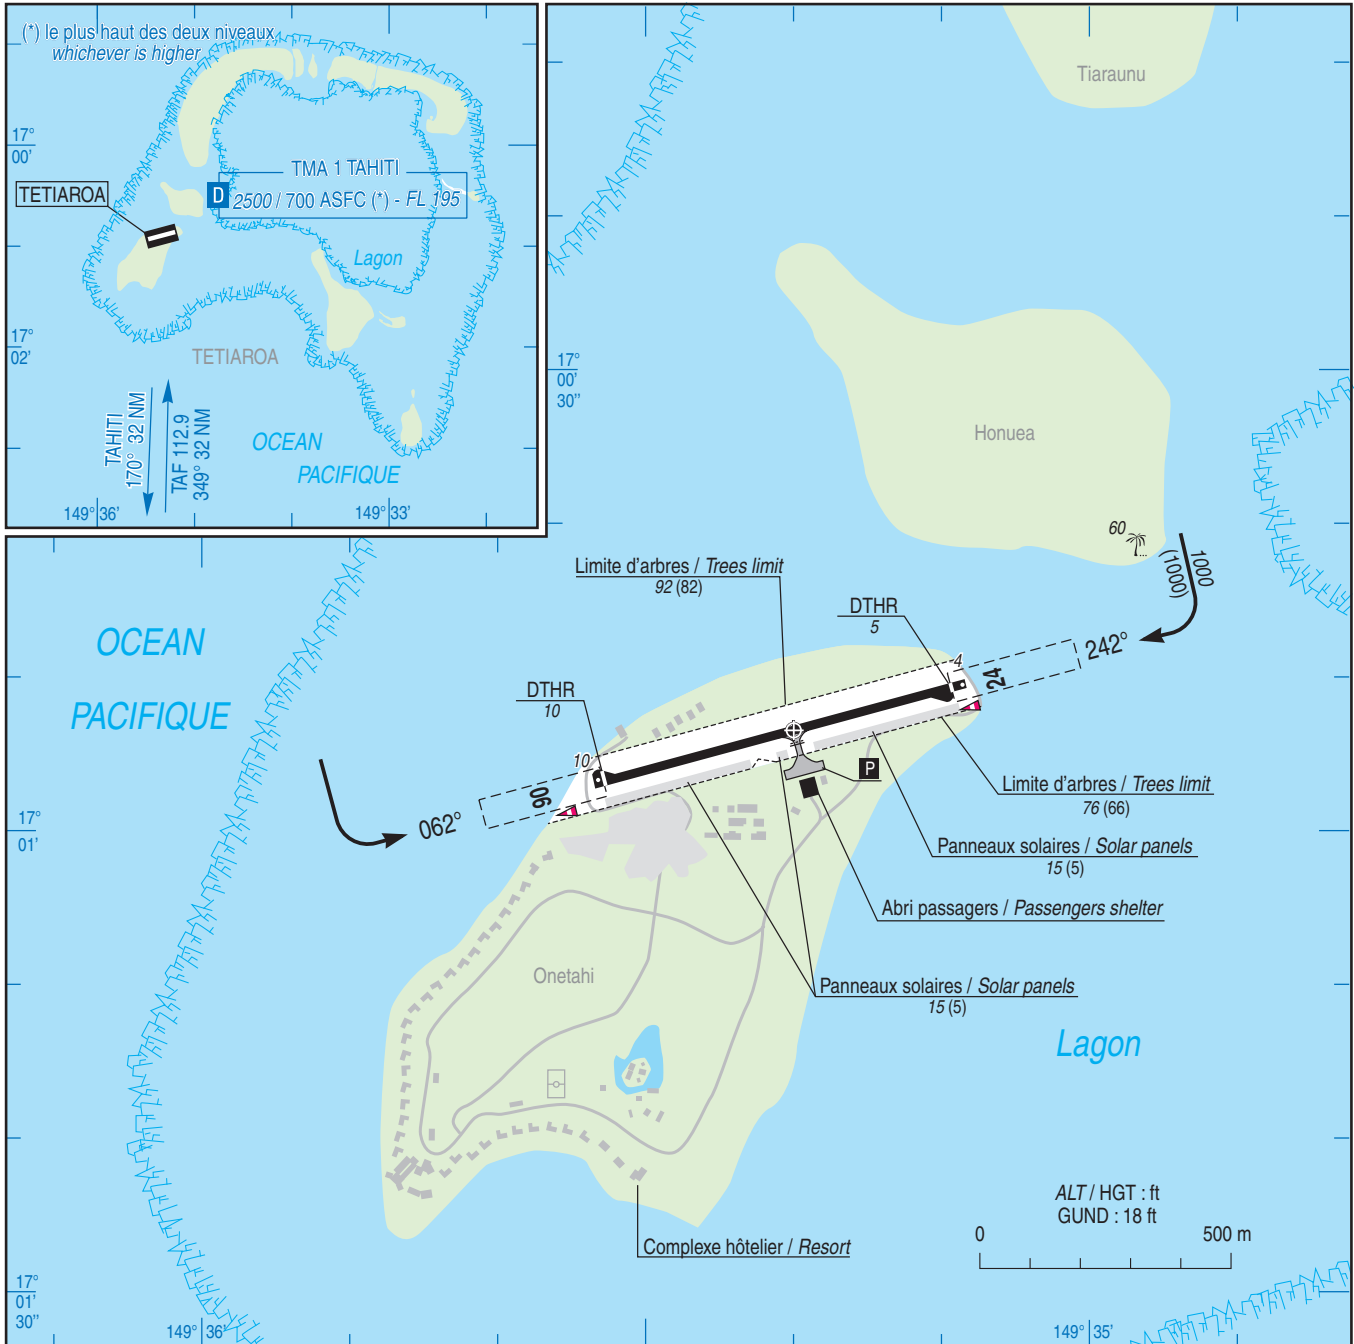 (*) le plus haut des deux niveaux
whichever is higher
17°
00'
TMA 1 TAHITI
D
2500 / 700 ASFC (*) - FL 195
TETIAROA
Lagon
17°
02'
TETIAROA
TAHITI
170° 32 NM
TAF 112.9
349° 32 NM
OCEAN
PACIFIQUE
149° 36'
149° 33'
Tiaraunu
17°
00'
30"
Honuea
60
1000
(1000)
Limite d'arbres / Trees limit
92 (82)
DTHR
5
242°
4
24
OCEAN
PACIFIQUE
DTHR
10
10
06
062°
P
Limite d'arbres / Trees limit
76 (66)
17°
01'
Panneaux solaires / Solar panels
15 (5)
Abri passagers / Passengers shelter
Onetahi
Panneaux solaires / Solar panels
15 (5)
Lagon
ALT / HGT : ft
GUND : 18 ft
0
500 m
Complexe hôtelier / Resort
17°
01'
30"
149° 36'
149° 35'